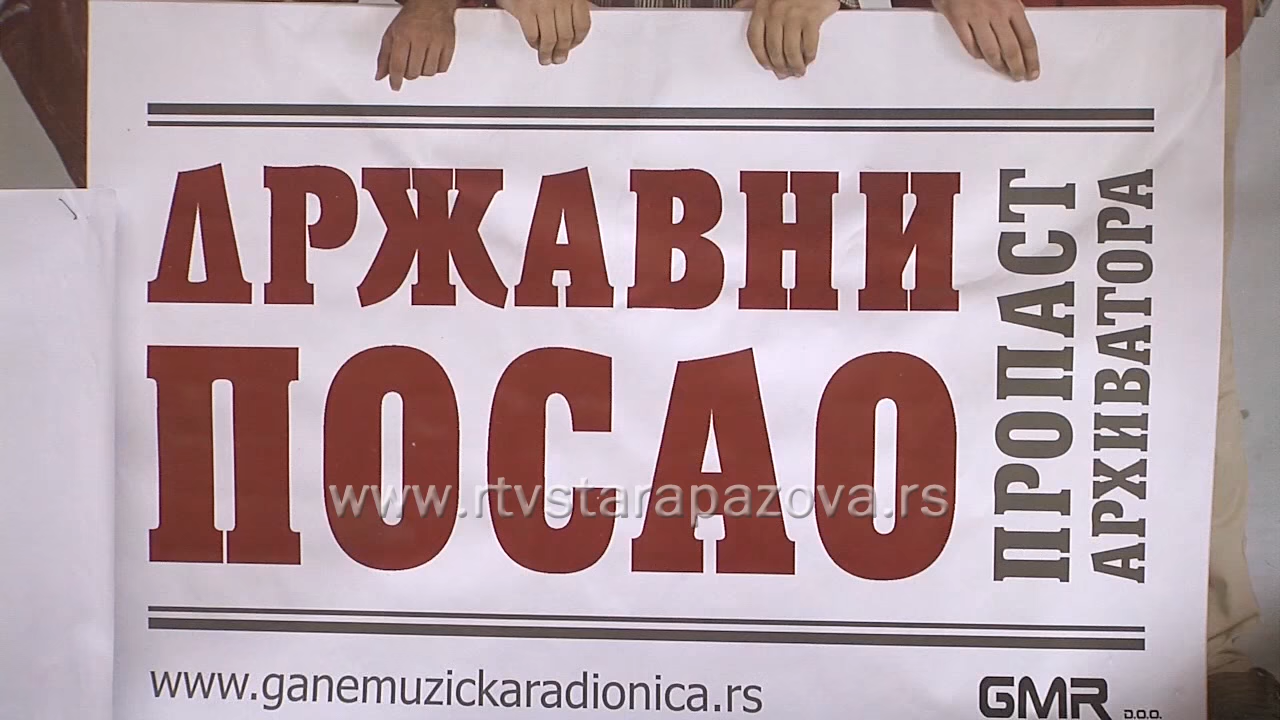 ДРЖАВНИ
ПОСАО
ПРОПАСТ
АРХИВАТОРА
www.rtvstarapazova.rs
www.ganemuzickaradionica.rs
GMR D.O.O.